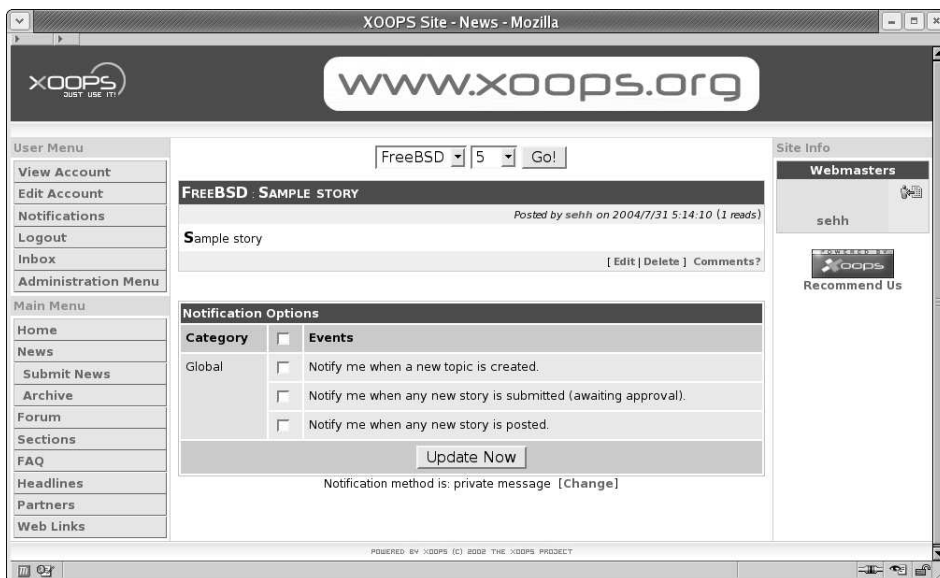 XOOPS Site - News - Mozilla
XOOPS
JUST USE IT!
www.xoops.org
User Menu
View Account
Edit Account
Notifications
Logout
Inbox
Administration Menu
Main Menu
Home
News
Submit News
Archive
Forum
Sections
FAQ
Headlines
Partners
Web Links
FreeBSD 5 Go!
FREEBSD : SAMPLE STORY
Posted by sehh on 2004/7/31 5:14:10 (1 reads)
Sample story
[ Edit | Delete ] Comments?
Notification Options
Category Events
Global Notify me when a new topic is created.
Notify me when any new story is submitted (awaiting approval).
Notify me when any new story is posted.
Update Now
Notification method is: private message [Change]
Site Info
Webmasters
sehh
POWERED BY
XOOPS
Recommend Us
POWERED BY XOOPS (C) 2002 THE XOOPS PROJECT